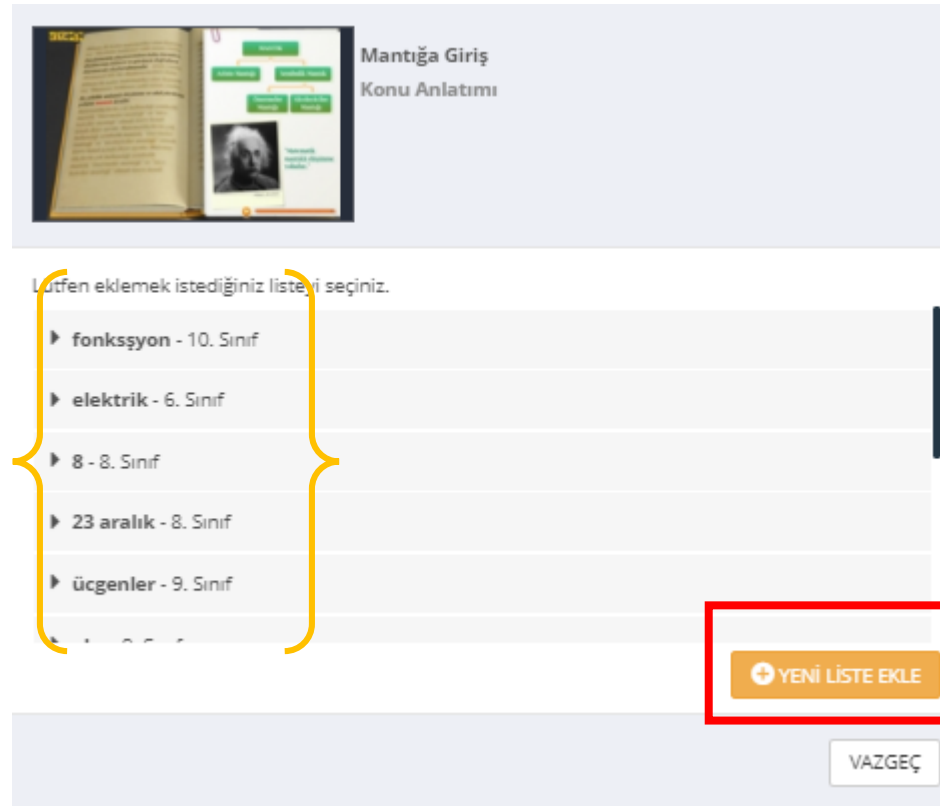 Mantığa Giriş
Konu Anlatımı
Lütfen eklemek istediğiniz listeyi seçiniz.
fonksşyon - 10. Sınıf
elektrik - 6. Sınıf
8 - 8. Sınıf
23 aralık - 8. Sınıf
ücgenler - 9. Sınıf
YENİ LİSTE EKLE
VAZGEÇ